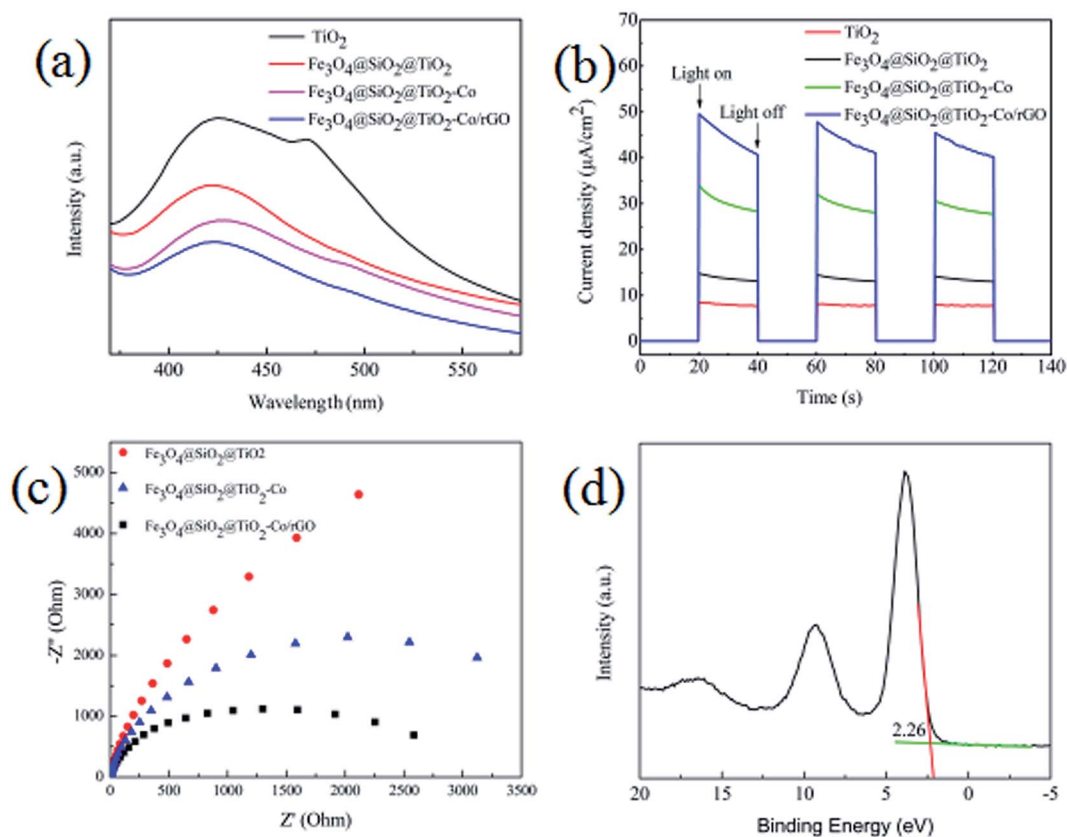 (a)
TiO2
Fe3O4@SiO2@TiO2
Fe3O4@SiO2@TiO2-Co
Fe3O4@SiO2@TiO2-Co/rGO
Intensity (a.u.)
400 450 500 550
Wavelength (nm)
(b)
TiO2
Fe3O4@SiO2@TiO2
Fe3O4@SiO2@TiO2-Co
Fe3O4@SiO2@TiO2-Co/rGO
Light on
Light off
Current density (μA/cm2)
70
60
50
40
30
20
10
0
0 20 40 60 80 100 120 140
Time (s)
(c)
Fe3O4@SiO2@TiO2
Fe3O4@SiO2@TiO2-Co
Fe3O4@SiO2@TiO2-Co/rGO
-Z'' (Ohm)
5000
4000
3000
2000
1000
0
0 500 1000 1500 2000 2500 3000 3500
Z' (Ohm)
(d)
Intensity (a.u.)
2.26
20 15 10 5 0 -5
Binding Energy (eV)